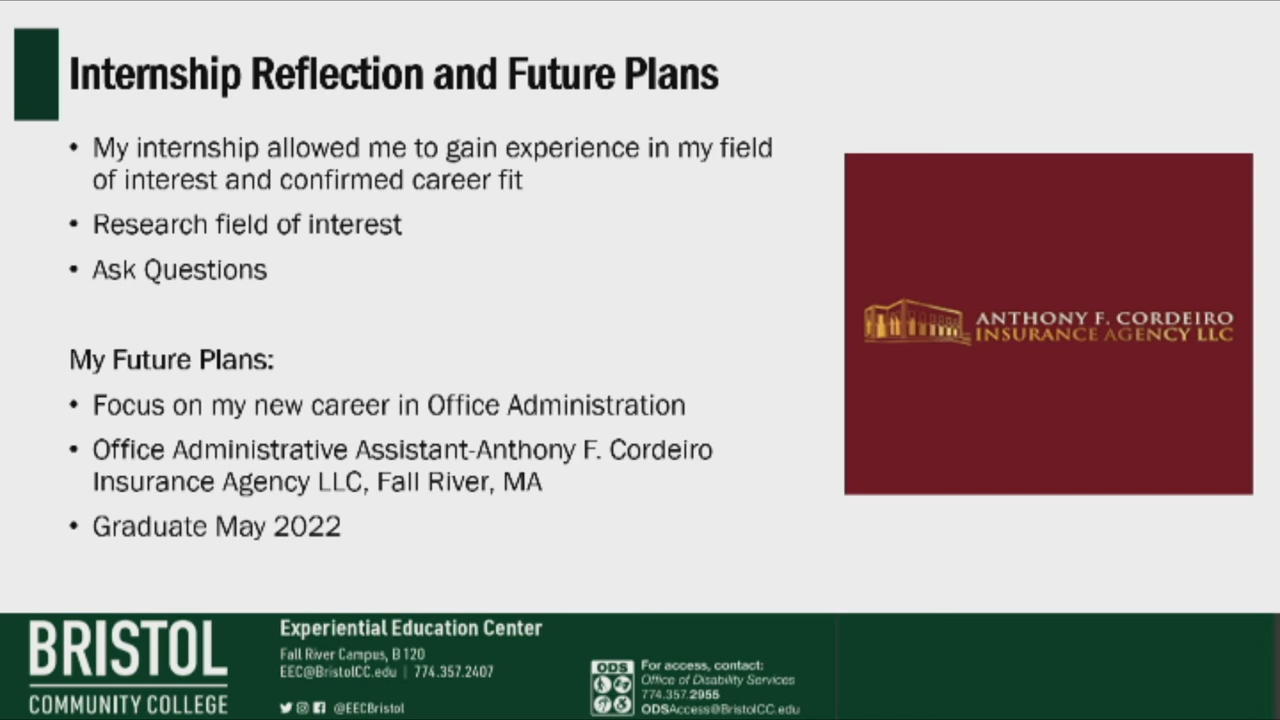 Internship Reflection and Future Plans
• My internship allowed me to gain experience in my field
of interest and confirmed career fit
• Research field of interest
• Ask Questions
My Future Plans:
• Focus on my new career in Office Administration
• Office Administrative Assistant-Anthony F. Cordeiro
Insurance Agency LLC, Fall River, MA
• Graduate May 2022
ANTHONY F. CORDEIRO
INSURANCE AGENCY LLC
BRISTOL
COMMUNITY COLLEGE
Experiential Education Center
Fall River Campus, B 120
EEC@BristolCC.edu | 774.357.2407
@EECBristol
ODS
For access, contact:
Office of Disability Services
774.357.2955
ODSAccess@BristolCC.edu